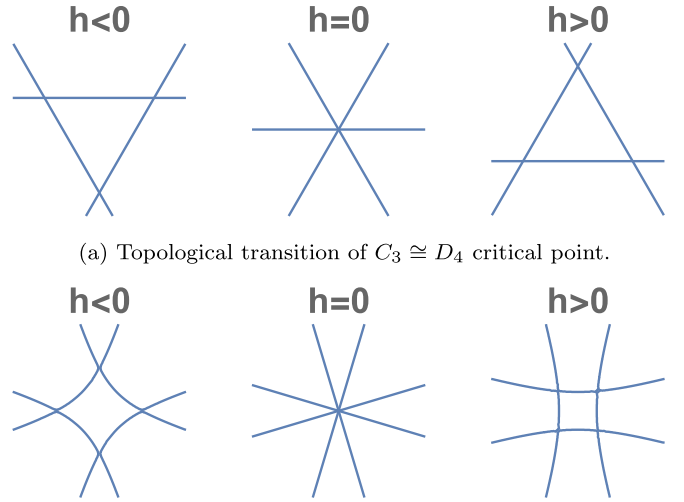 h<0 h=0 h>0
(a) Topological transition of C₃ ≅ D₄ critical point.
h<0 h=0 h>0